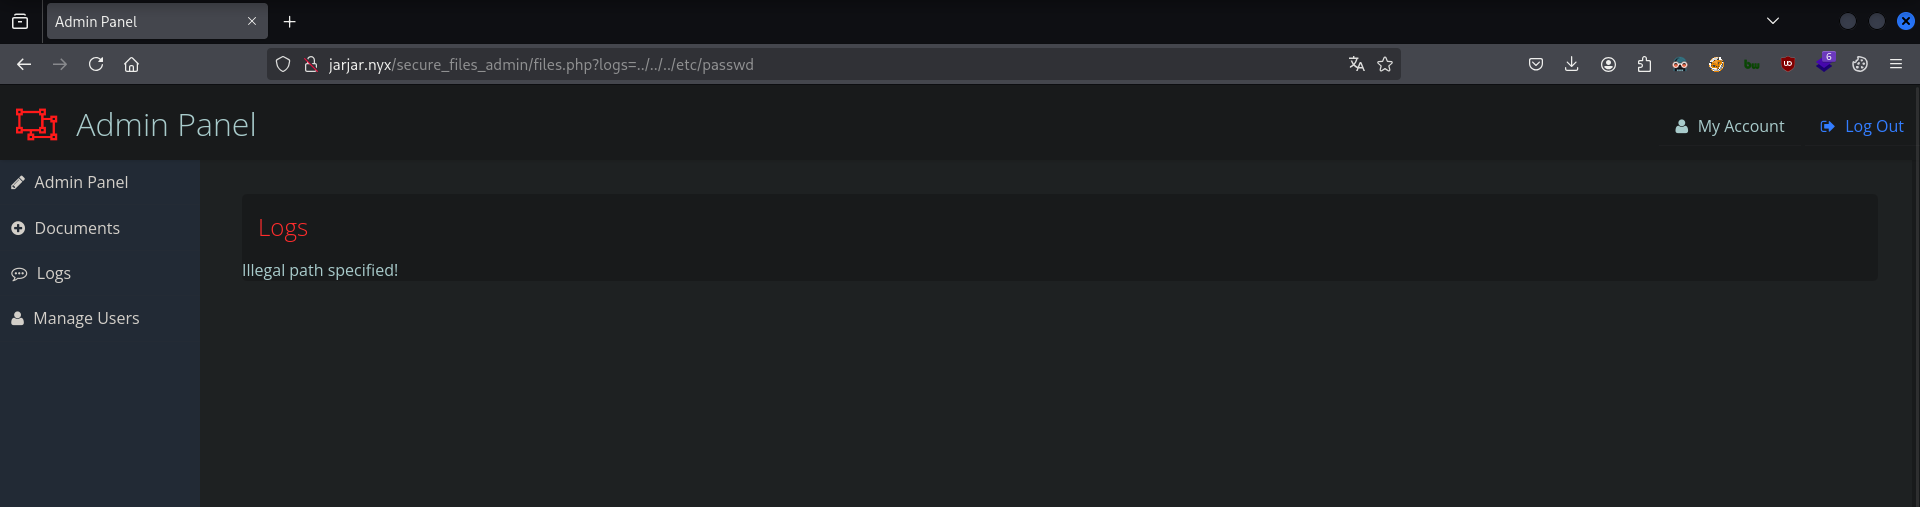 Admin Panel
jarjar.nyx/secure_files_admin/files.php?logs=../../../etc/passwd
6
Admin Panel
My Account
Log Out
Admin Panel
Documents
Logs
Manage Users
Logs
Illegal path specified!